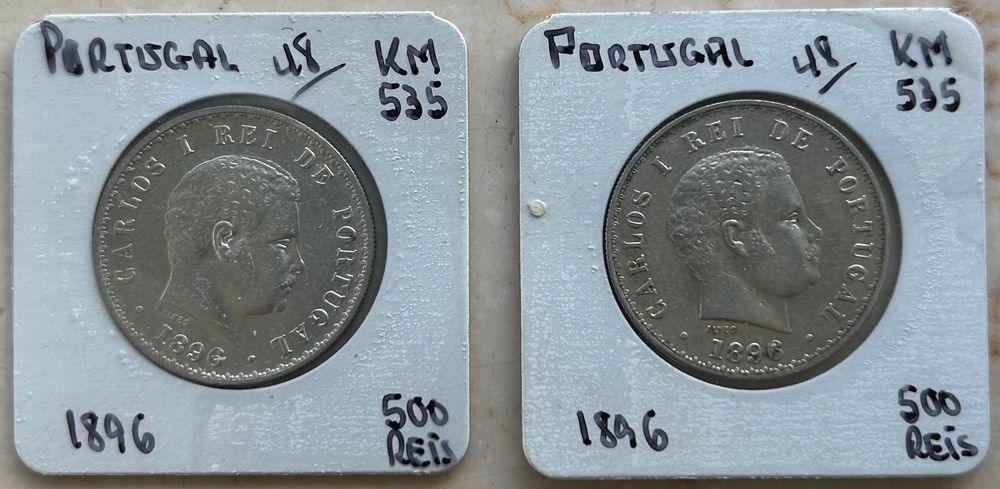 PORTUGAL 48/ KM
535
CARLOS I REI DE PORTUGAL
1896
1896 500
REIS
PORTUGAL 48/ KM
535
CARLOS I REI DE PORTUGAL
1896
1896 500
REIS